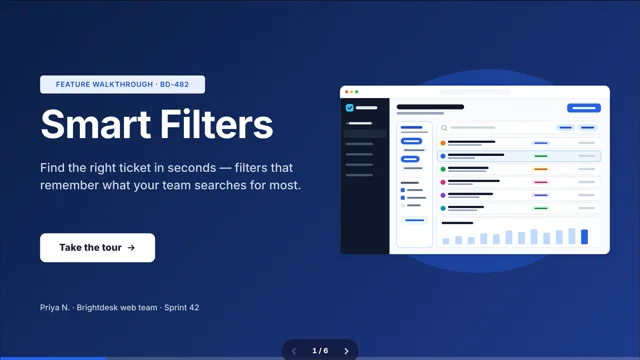 FEATURE WALKTHROUGH · BD-482
Smart Filters
Find the right ticket in seconds — filters that
remember what your team searches for most.
Take the tour →
Priya N. · Brightdesk web team · Sprint 42
1 / 6